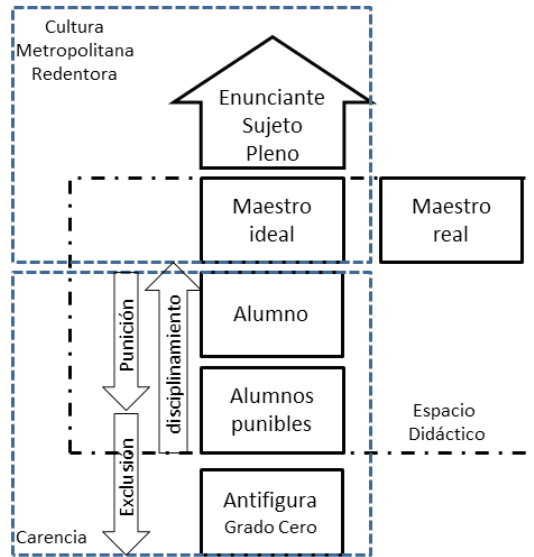 Cultura
Metropolitana
Redentora
Enunciante
Sujeto
Pleno
Maestro
ideal
Maestro
real
Punición
disciplinamiento
Alumno
Alumnos
punibles
Espacio
Didáctico
Exclusión
Antifigura
Grado Cero
Carencia